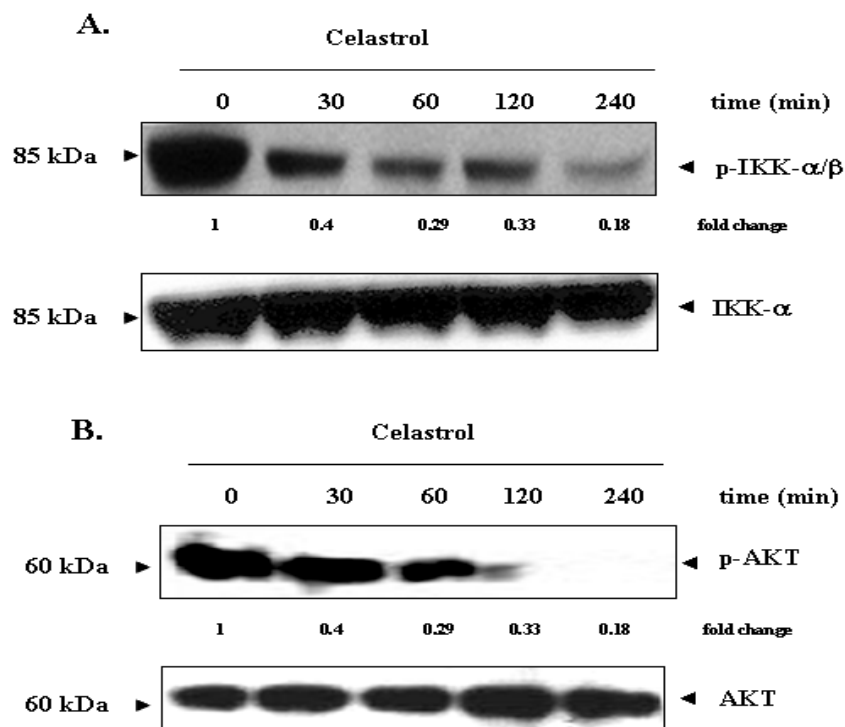 A.
Celastrol
0 30 60 120 240 time (min)
85 kDa p-IKK-α/β
1 0.4 0.29 0.33 0.18 fold change
85 kDa IKK-α
B.
Celastrol
0 30 60 120 240 time (min)
60 kDa p-AKT
1 0.4 0.29 0.33 0.18 fold change
60 kDa AKT